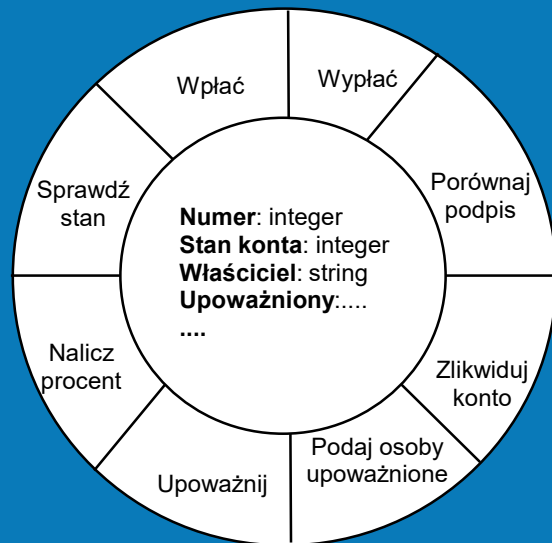 Wpłać
Wypłać
Sprawdź
stan
Porównaj
podpis
Numer: integer
Stan konta: integer
Właściciel: string
Upoważniony:....
....
Nalicz
procent
Zlikwiduj
konto
Upoważnij
Podaj osoby
upoważnione